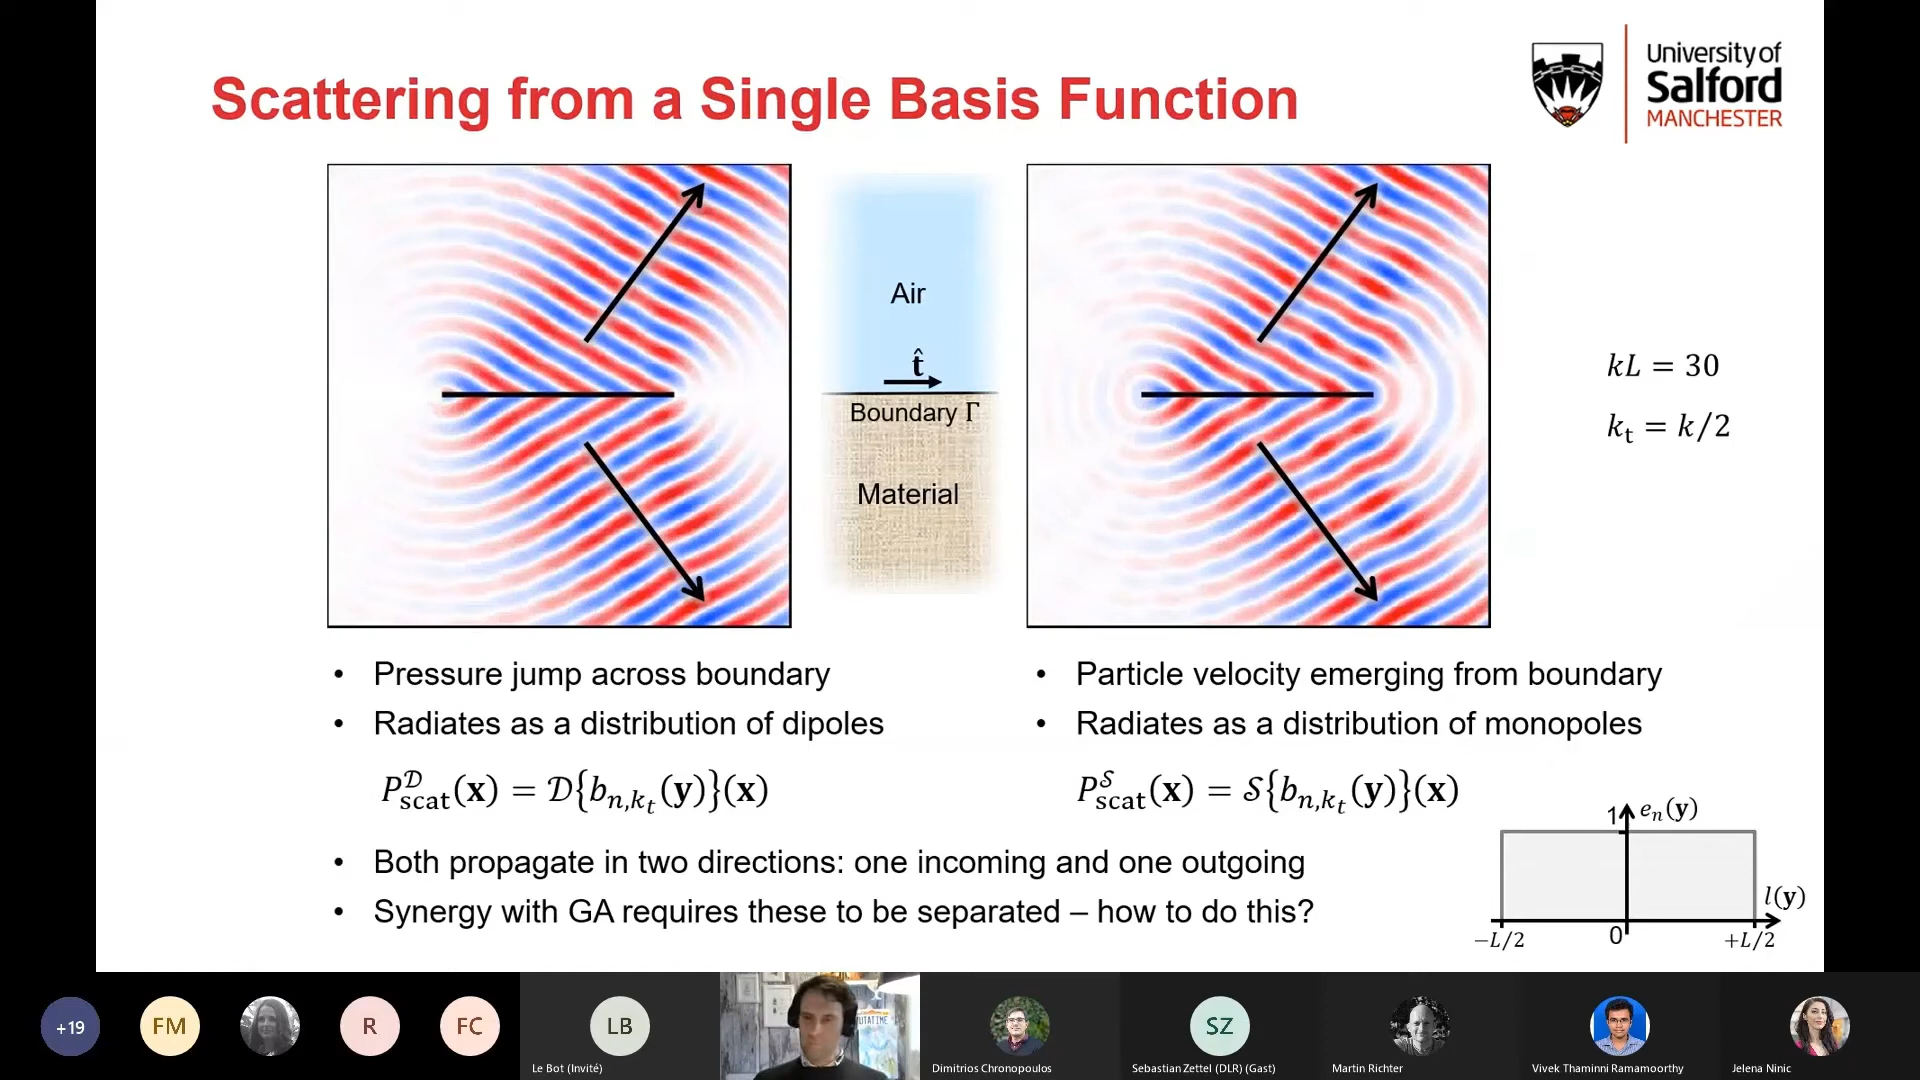 Scattering from a Single Basis Function
University of
Salford
MANCHESTER
Air
t̂
Boundary Γ
Material
kL = 30
k_t = k/2
• Pressure jump across boundary
• Radiates as a distribution of dipoles
P^𝒟_scat(𝐱) = 𝒟{b_{n,k_t}(𝐲)}(𝐱)
• Particle velocity emerging from boundary
• Radiates as a distribution of monopoles
P^𝒮_scat(𝐱) = 𝒮{b_{n,k_t}(𝐲)}(𝐱)
• Both propagate in two directions: one incoming and one outgoing
• Synergy with GA requires these to be separated – how to do this?
1 e_n(𝐲)
l(𝐲)
−L/2 0 +L/2
+19
FM
R
FC
LB
Le Bot (Invité)
Dimitrios Chronopoulos
SZ
Sebastian Zettel (DLR) (Gast)
Martin Richter
Vivek Thaminni Ramamoorthy
Jelena Ninic